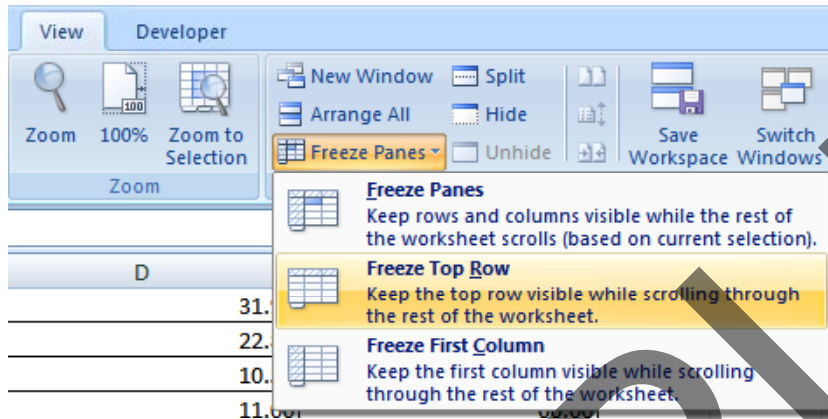 View Developer
New Window Split
Arrange All Hide
Freeze Panes Unhide
Zoom 100% Zoom to Selection
Save Workspace Switch Windows
Zoom
Freeze Panes
Keep rows and columns visible while the rest of
the worksheet scrolls (based on current selection).
Freeze Top Row
Keep the top row visible while scrolling through
the rest of the worksheet.
Freeze First Column
Keep the first column visible while scrolling
through the rest of the worksheet.
D
31.
22.
10.